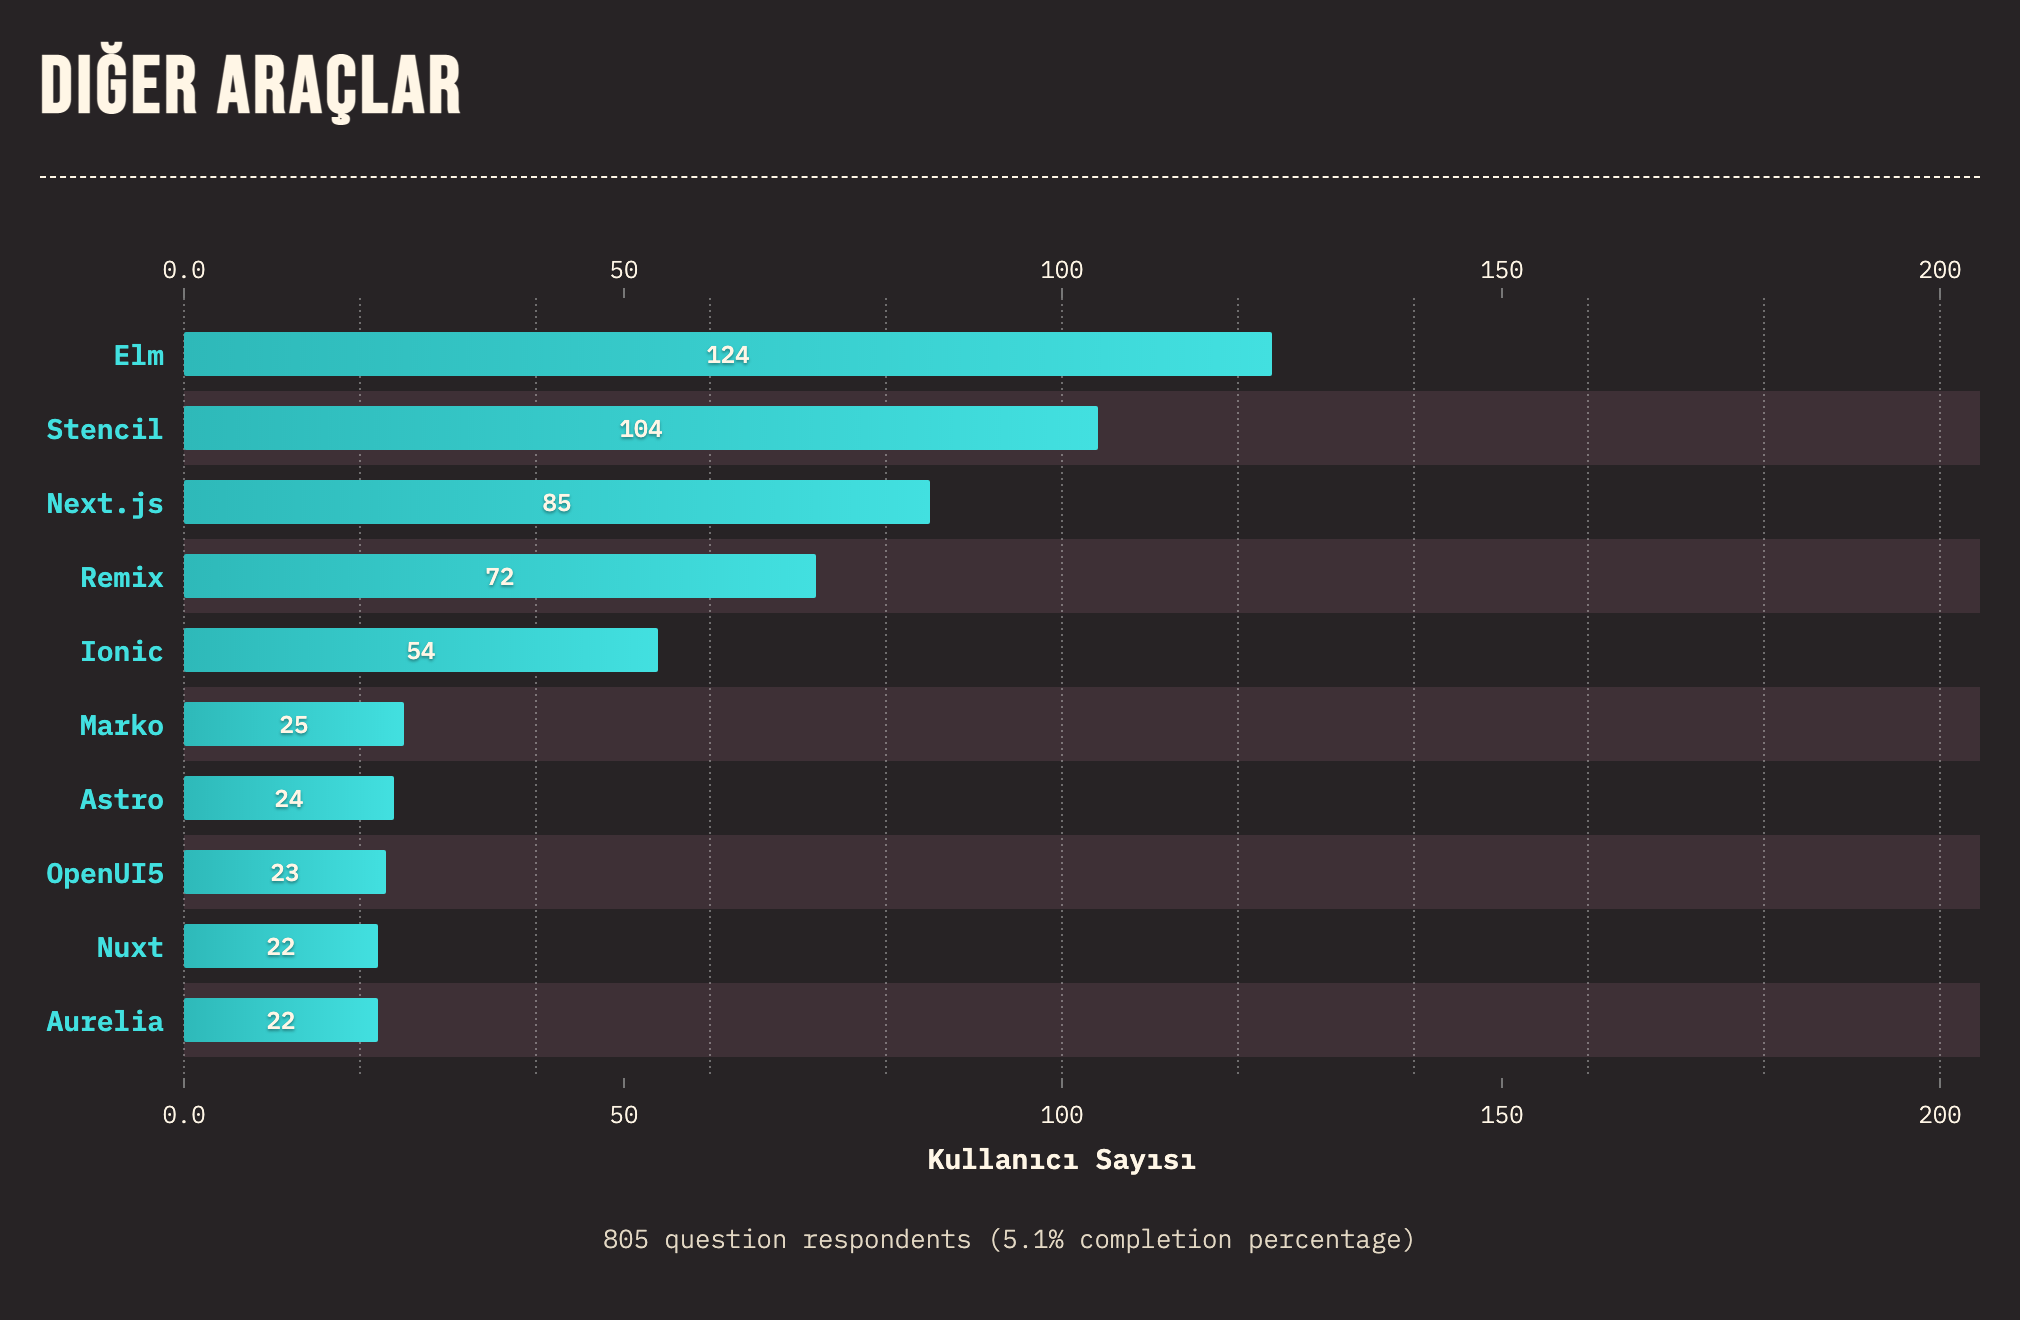 DIĞER ARAÇLAR
0.0 50 100 150 200
Elm 124
Stencil 104
Next.js 85
Remix 72
Ionic 54
Marko 25
Astro 24
OpenUI5 23
Nuxt 22
Aurelia 22
0.0 50 100 150 200
Kullanıcı Sayısı
805 question respondents (5.1% completion percentage)